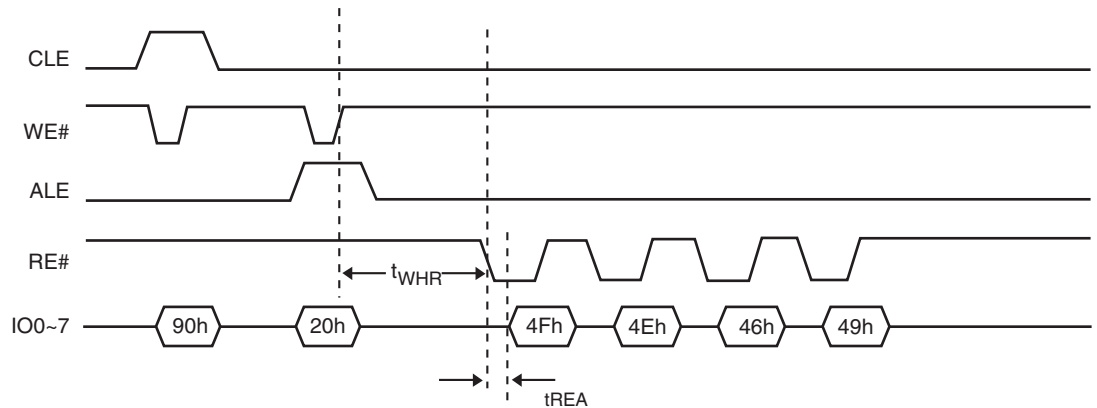 CLE
WE#
ALE
RE#
tWHR
IO0~7
90h
20h
4Fh
4Eh
46h
49h
tREA